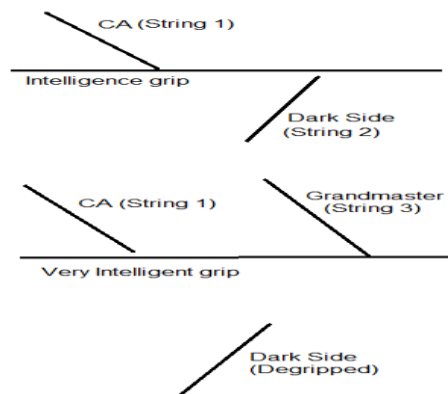 CA (String 1)
Intelligence grip
Dark Side
(String 2)
CA (String 1)
Grandmaster
(String 3)
Very Intelligent grip
Dark Side
(Degripped)